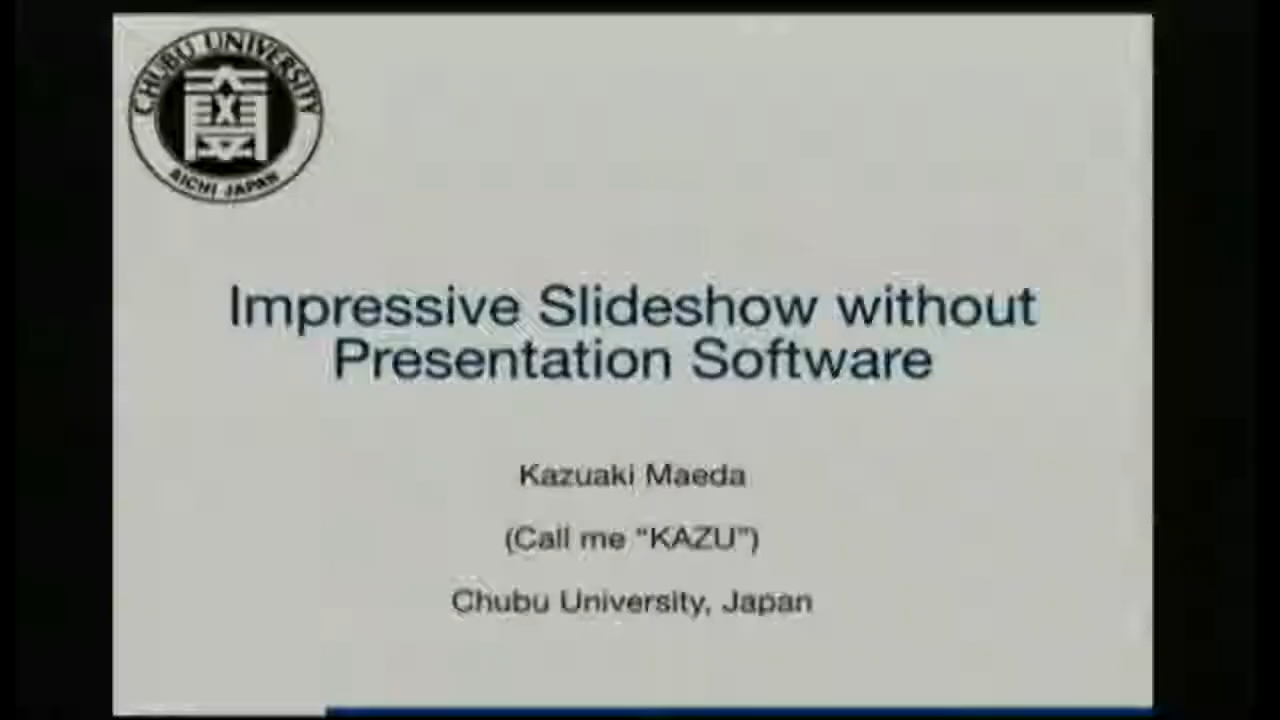 CHUBU UNIVERSITY
AICHI JAPAN
Impressive Slideshow without
Presentation Software
Kazuaki Maeda
(Call me “KAZU”)
Chubu University, Japan